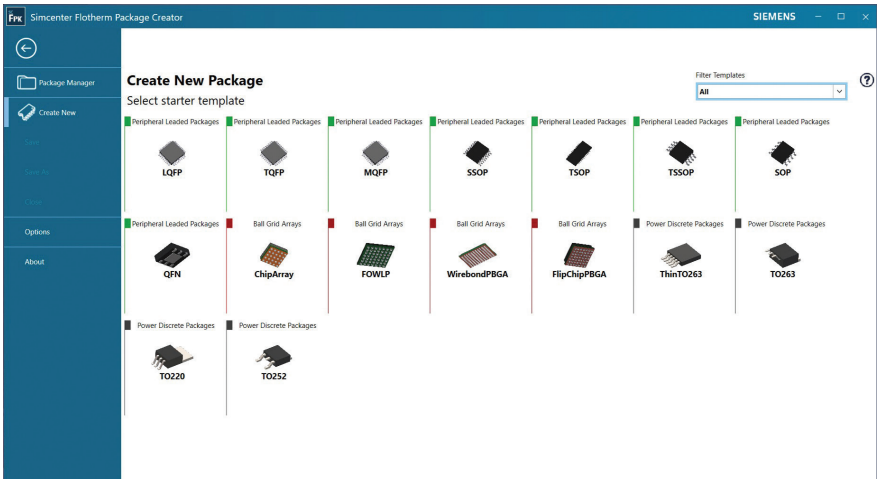 FPK Simcenter Flotherm Package Creator
SIEMENS
Package Manager
Create New
Save
Save As
Close
Options
About
Create New Package
Select starter template
Filter Templates
All
?
Peripheral Leaded Packages
LQFP
Peripheral Leaded Packages
TQFP
Peripheral Leaded Packages
MQFP
Peripheral Leaded Packages
SSOP
Peripheral Leaded Packages
TSOP
Peripheral Leaded Packages
TSSOP
Peripheral Leaded Packages
SOP
Peripheral Leaded Packages
QFN
Ball Grid Arrays
ChipArray
Ball Grid Arrays
FOWLP
Ball Grid Arrays
WirebondPBGA
Ball Grid Arrays
FlipChipPBGA
Power Discrete Packages
ThinTO263
Power Discrete Packages
TO263
Power Discrete Packages
TO220
Power Discrete Packages
TO252